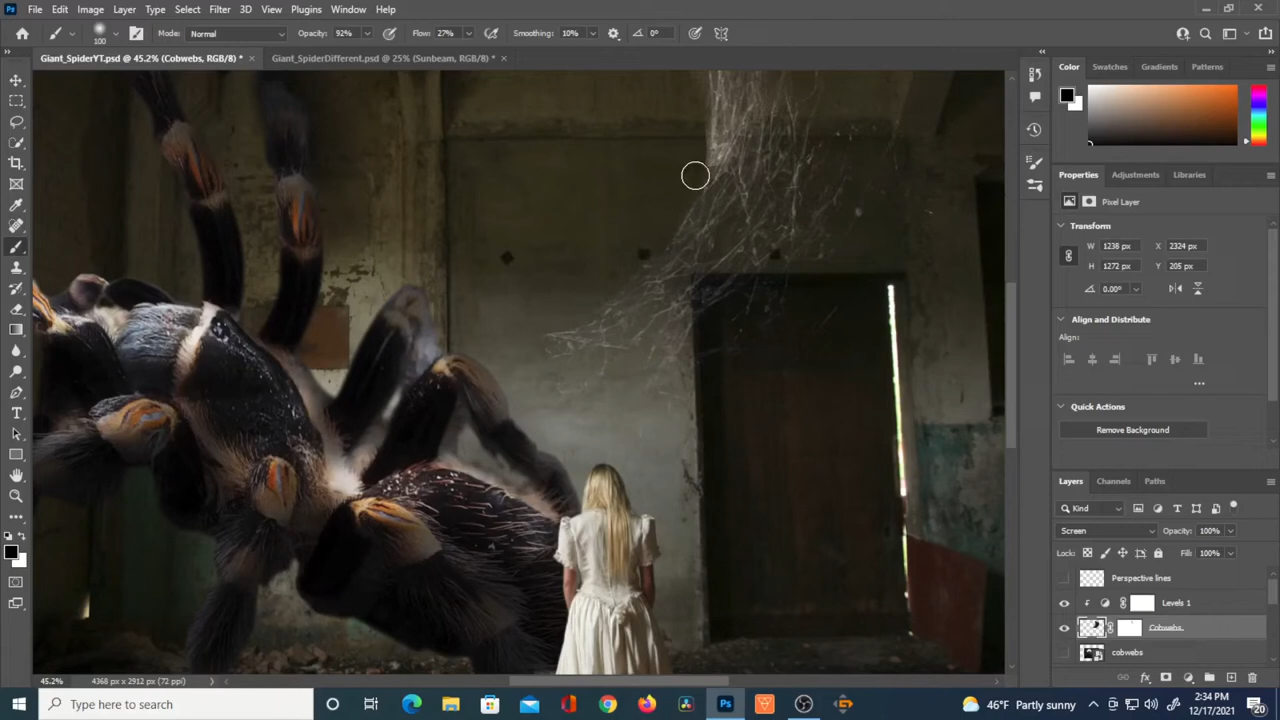 File Edit Image Layer Type Select Filter 3D View Plugins Window Help
100 Mode: Normal Opacity: 92% Flow: 27% Smoothing: 10% 0°
Giant_SpiderYT.psd @ 45.2% (Cobwebs, RGB/8) * × Giant_SpiderDifferent.psd @ 25% (Sunbeam, RGB/8) * ×
Color Swatches Gradients Patterns
Properties Adjustments Libraries
Pixel Layer
Transform
W 1238 px X 2324 px
H 1272 px Y 205 px
0.00°
Align and Distribute
Align:
Quick Actions
Remove Background
Layers Channels Paths
Kind
Screen Opacity: 100%
Lock: Fill: 100%
Perspective lines
Levels 1
Cobwebs
cobwebs
45.2% 4368 px x 2912 px (72 ppi)
Type here to search
46°F Partly sunny
2:34 PM
12/17/2021
20